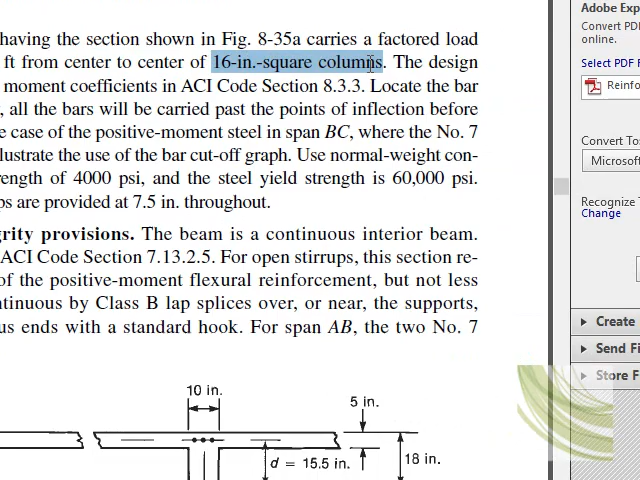 having the section shown in Fig. 8-35a carries a factored load
ft from center to center of 16-in.-square columns. The design
moment coefficients in ACI Code Section 8.3.3. Locate the bar
, all the bars will be carried past the points of inflection before
e case of the positive-moment steel in span BC, where the No. 7
lustrate the use of the bar cut-off graph. Use normal-weight con-
rength of 4000 psi, and the steel yield strength is 60,000 psi.
ps are provided at 7.5 in. throughout.
grity provisions. The beam is a continuous interior beam.
ACI Code Section 7.13.2.5. For open stirrups, this section re-
of the positive-moment flexural reinforcement, but not less
ntinuous by Class B lap splices over, or near, the supports,
us ends with a standard hook. For span AB, the two No. 7
10 in.
5 in.
d = 15.5 in.
18 in.
Adobe Exp
Convert PD
online.
Select PDF F
Reinfo
Convert To:
Microsof
Recognize T
Change
Create
Send Fi
Store F